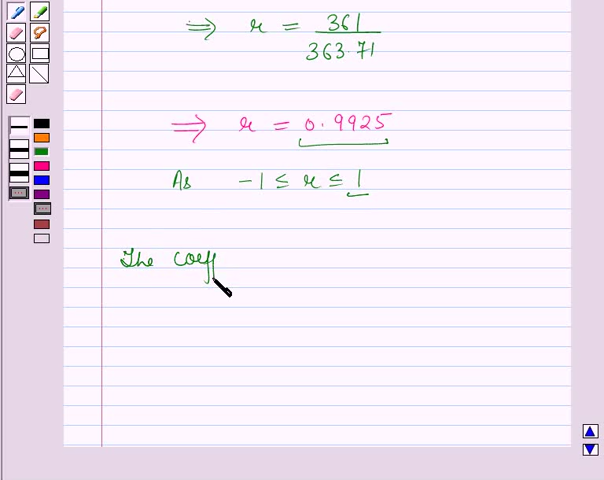 ⇒ r = 361 / 363.71
⇒ r = 0.9925
As -1 ≤ r ≤ 1
The coeff